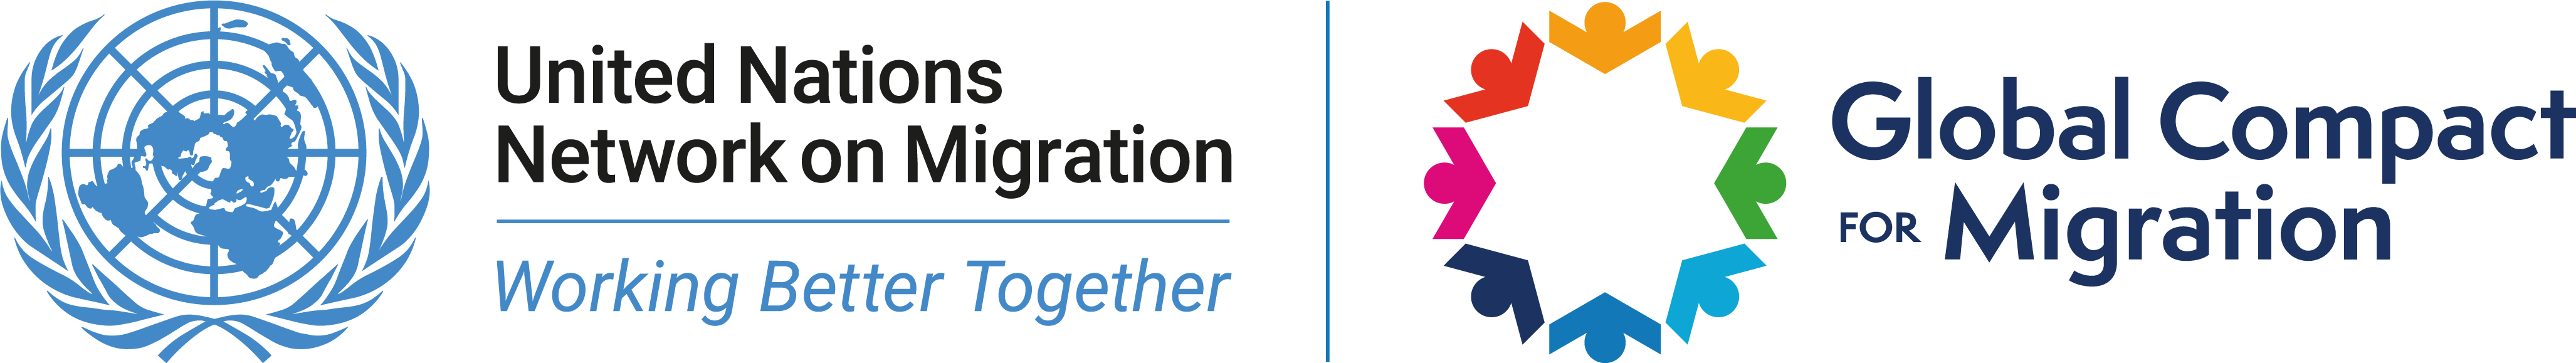 United Nations
Network on Migration
Working Better Together
Global Compact
FOR Migration